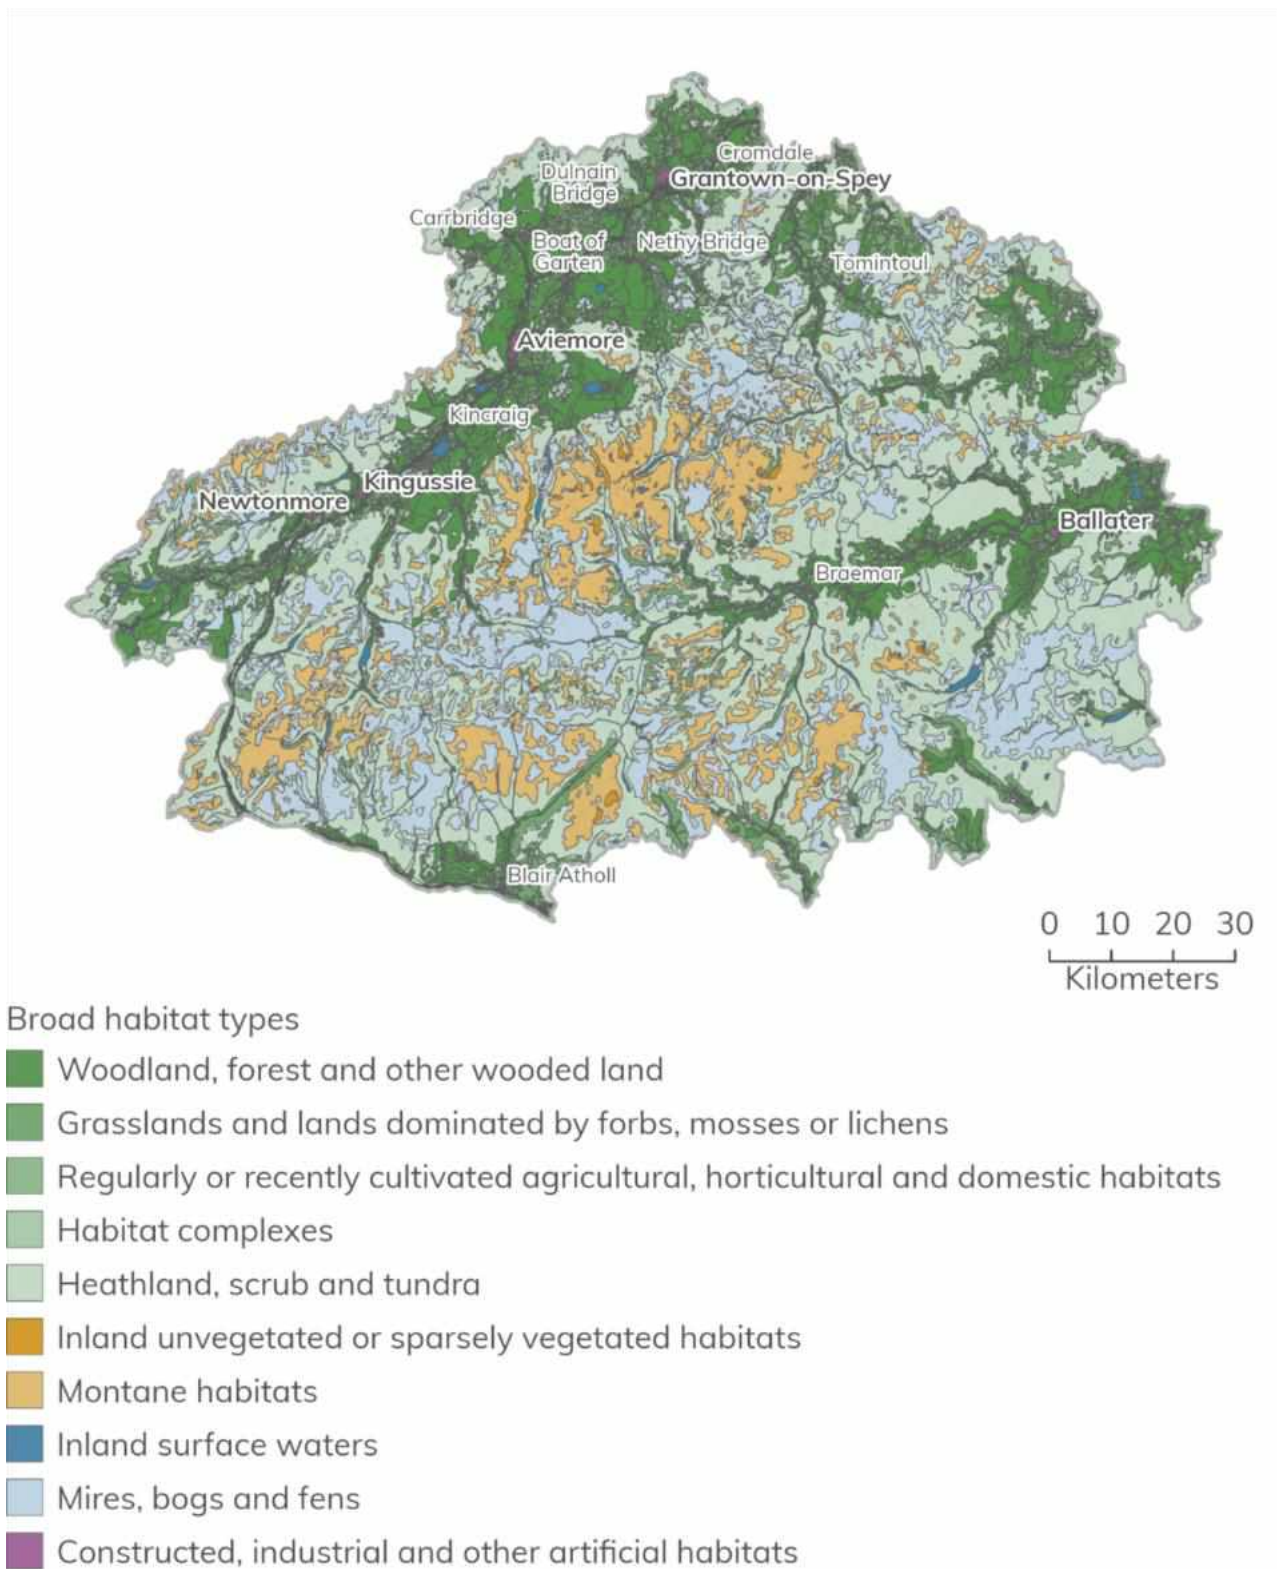 Cromdale
Grantown-on-Spey
Dulnain
Bridge
Carrbridge
Boat of
Garten
Nethy Bridge
Tomintoul
Aviemore
Kincraig
Kingussie
Newtonmore
Ballater
Braemar
Blair Atholl
0 10 20 30
Kilometers
Broad habitat types
Woodland, forest and other wooded land
Grasslands and lands dominated by forbs, mosses or lichens
Regularly or recently cultivated agricultural, horticultural and domestic habitats
Habitat complexes
Heathland, scrub and tundra
Inland unvegetated or sparsely vegetated habitats
Montane habitats
Inland surface waters
Mires, bogs and fens
Constructed, industrial and other artificial habitats